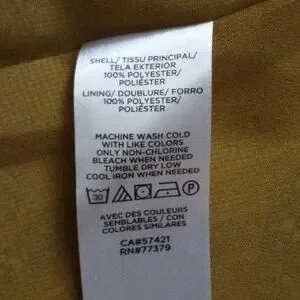 SHELL/ TISSU PRINCIPAL/
TELA EXTERIOR
100% POLYESTER/
POLIÉSTER
LINING/ DOUBLURE/ FORRO
100% POLYESTER/
POLIÉSTER
MACHINE WASH COLD
WITH LIKE COLORS
ONLY NON-CHLORINE
BLEACH WHEN NEEDED
TUMBLE DRY LOW
COOL IRON WHEN NEEDED
30 P
AVEC DES COULEURS
SEMBLABLES / CON
COLORES SIMILARES
CA#57421
RN#77379